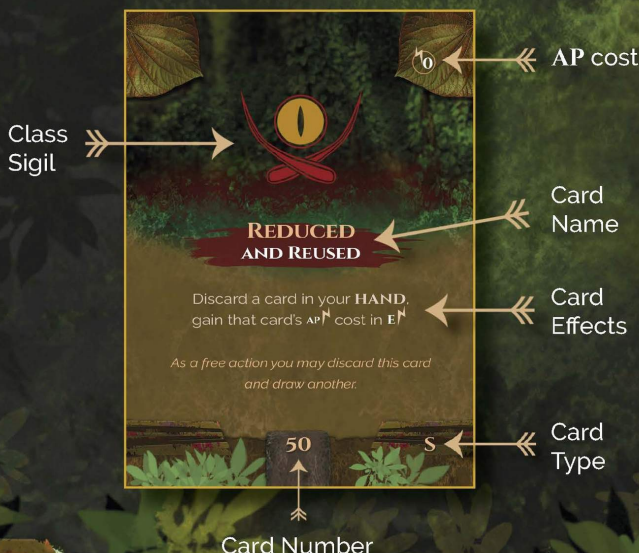 0
AP cost
Class
Sigil
Card
Name
REDUCED
AND REUSED
Discard a card in your HAND,
gain that card's AP cost in E
Card
Effects
As a free action you may discard this card
and draw another.
50
S
Card
Type
Card Number